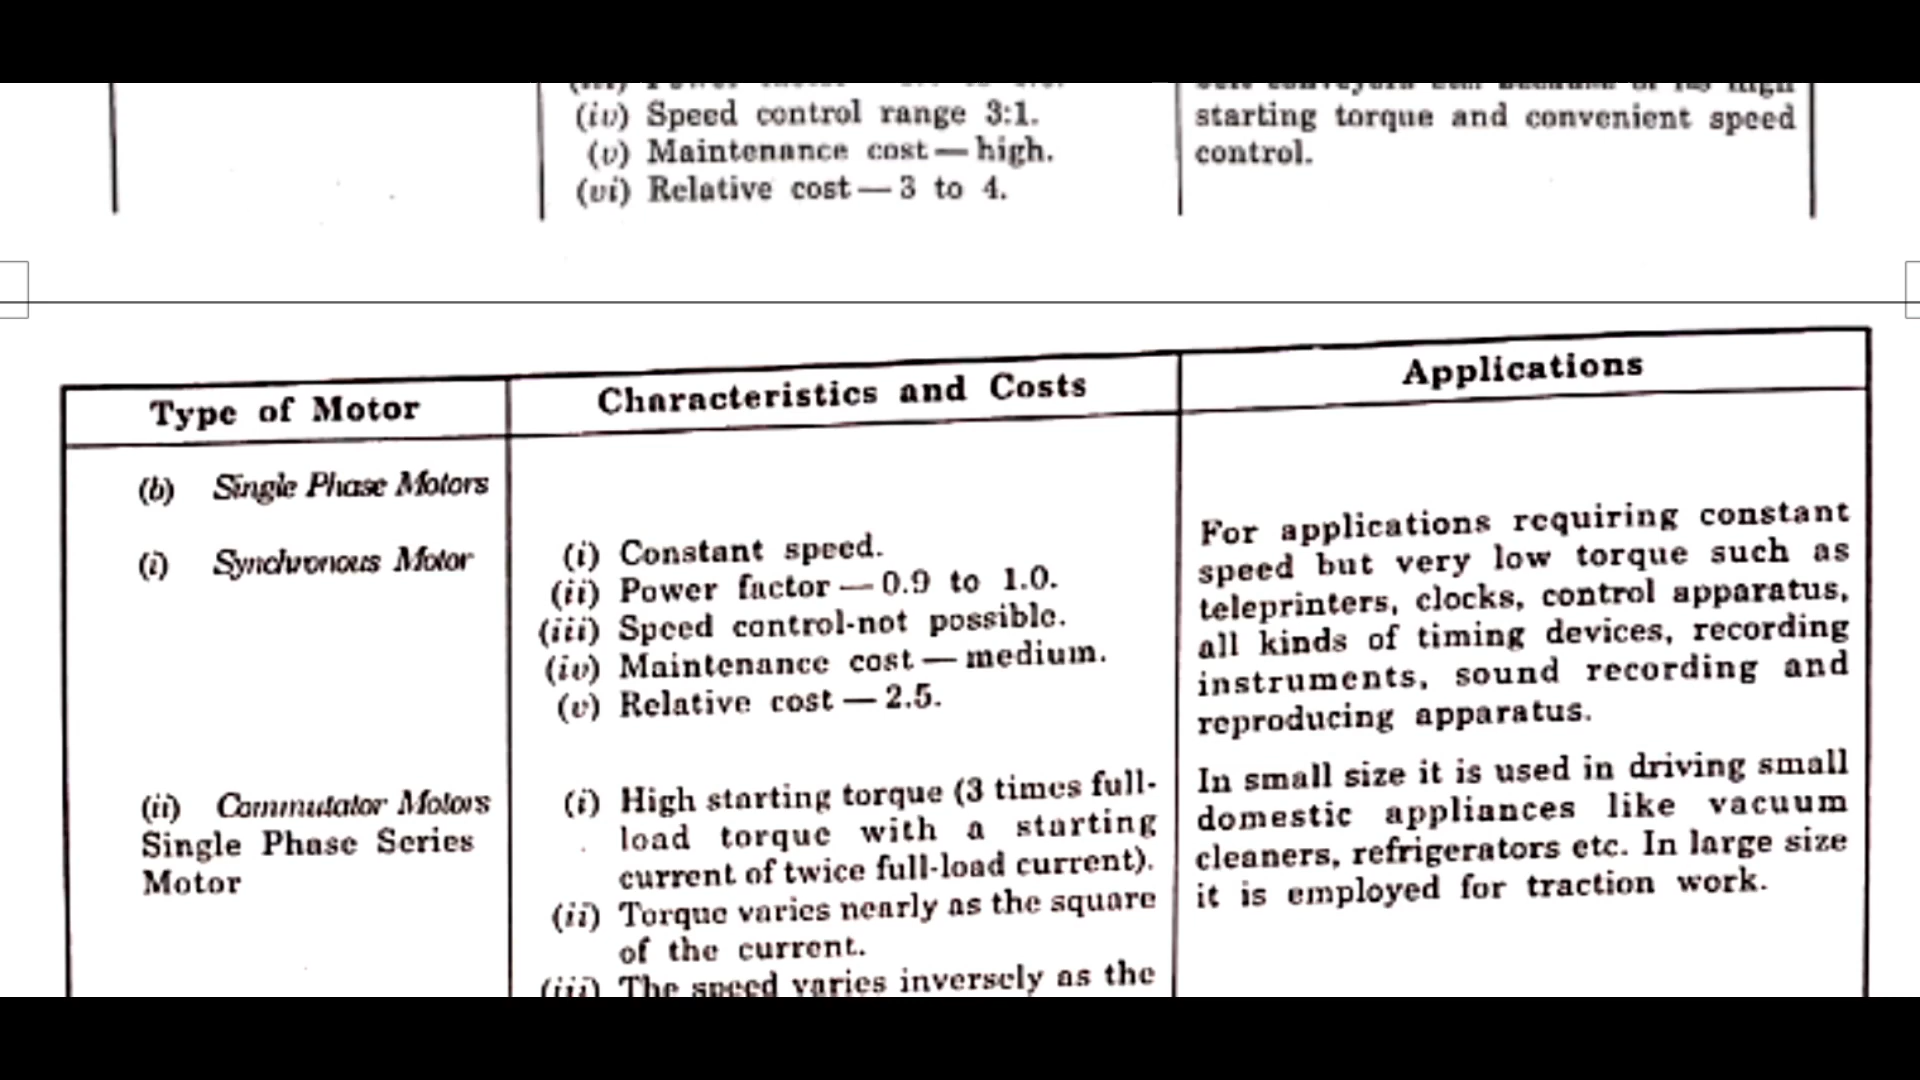 (iv) Speed control range 3:1.
(v) Maintenance cost — high.
(vi) Relative cost — 3 to 4.
starting torque and convenient speed
control.
Type of Motor
Characteristics and Costs
Applications
(b) Single Phase Motors
(i) Synchronous Motor
(i) Constant speed.
(ii) Power factor — 0.9 to 1.0.
(iii) Speed control-not possible.
(iv) Maintenance cost — medium.
(v) Relative cost — 2.5.
For applications requiring constant
speed but very low torque such as
teleprinters, clocks, control apparatus,
all kinds of timing devices, recording
instruments, sound recording and
reproducing apparatus.
(ii) Commutator Motors
Single Phase Series
Motor
(i) High starting torque (3 times full-
load torque with a starting
current of twice full-load current).
(ii) Torque varies nearly as the square
of the current.
(iii) The speed varies inversely as the
In small size it is used in driving small
domestic appliances like vacuum
cleaners, refrigerators etc. In large size
it is employed for traction work.